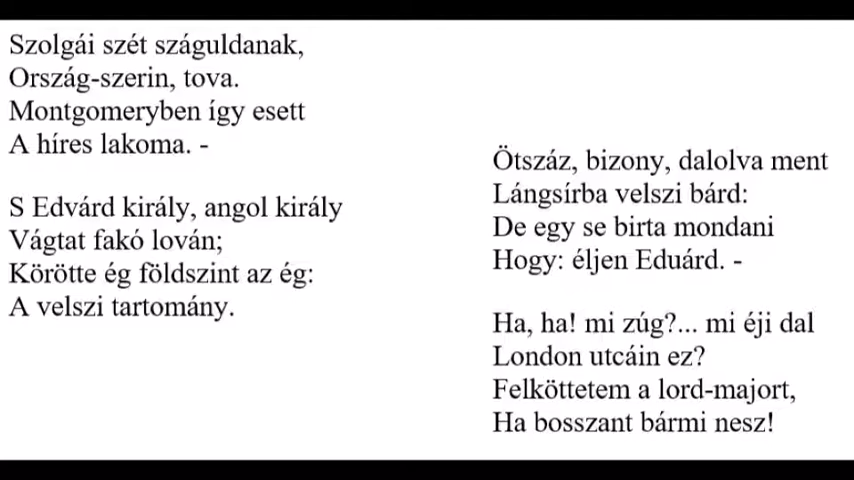 Szolgái szét száguldanak,
Ország-szerin, tova.
Montgomeryben így esett
A híres lakoma. -
S Edvárd király, angol király
Vágtat fakó lován;
Körötte ég földszint az ég:
A velszi tartomány.
Ötszáz, bizony, dalolva ment
Lángsírba velszi bárd:
De egy se birta mondani
Hogy: éljen Eduárd. -
Ha, ha! mi zúg?... mi éji dal
London utcáin ez?
Felköttetem a lord-majort,
Ha bosszant bármi nesz!